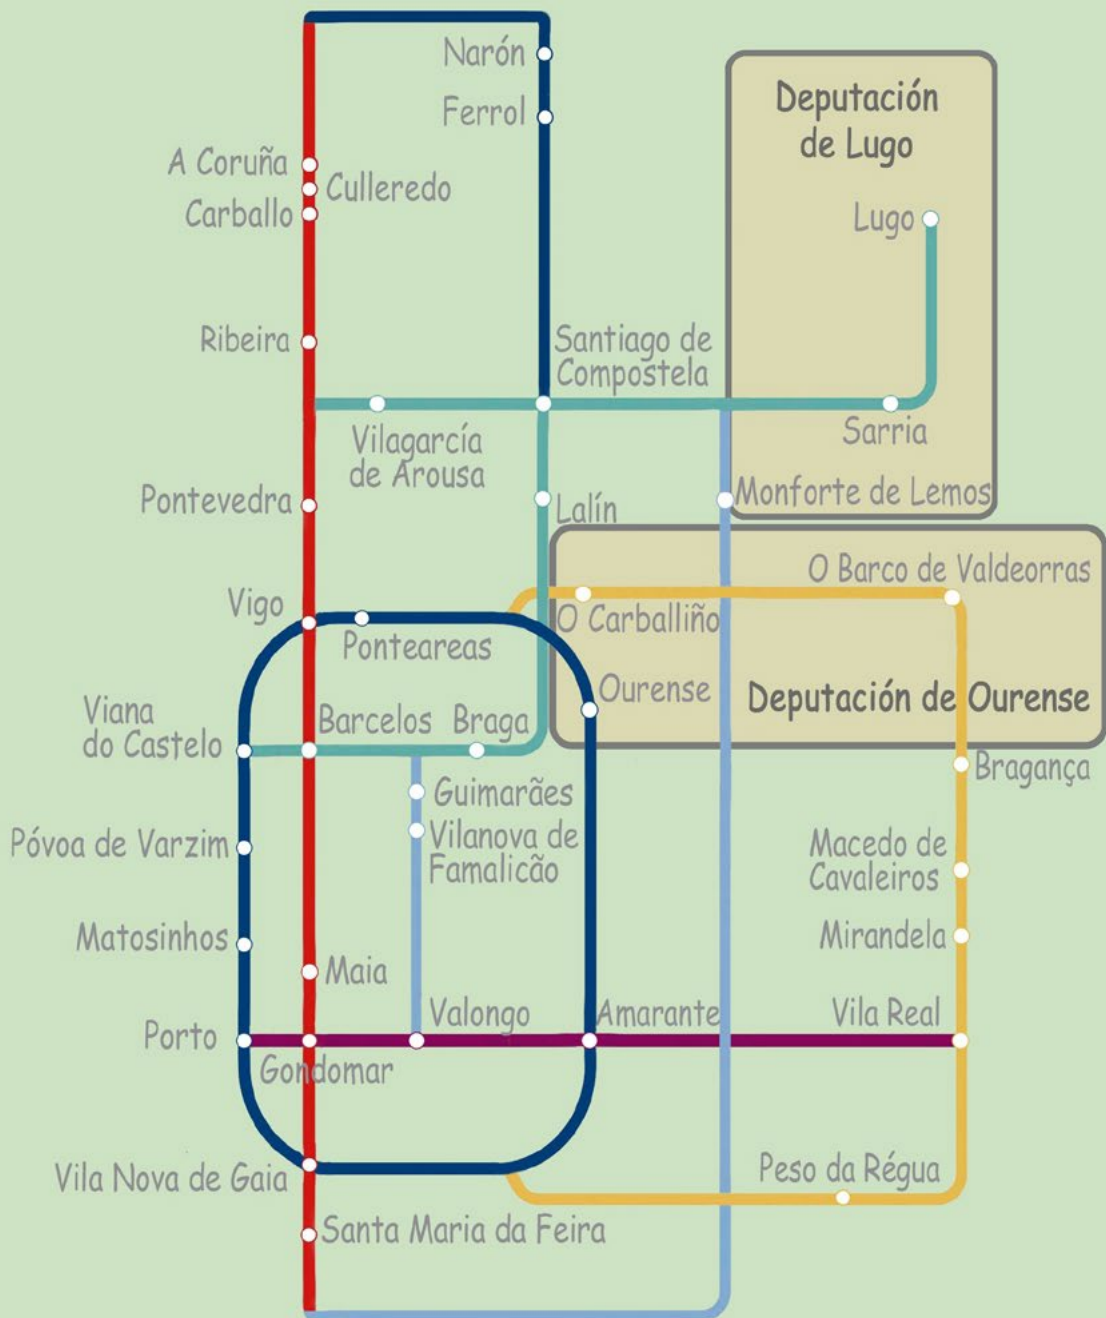 Narón
Ferrol
Deputación
de Lugo
A Coruña
Culleredo
Carballo
Lugo
Ribeira
Santiago de
Compostela
Vilagarcía
de Arousa
Sarria
Pontevedra
Lalín
Monforte de Lemos
O Barco de Valdeorras
Vigo
O Carballiño
Ponteareas
Ourense
Deputación de Ourense
Viana
do Castelo
Barcelos
Braga
Bragança
Guimarães
Vilanova de
Famalicão
Póvoa de Varzim
Macedo de
Cavaleiros
Matosinhos
Mirandela
Maia
Porto
Valongo
Amarante
Vila Real
Gondomar
Vila Nova de Gaia
Peso da Régua
Santa Maria da Feira